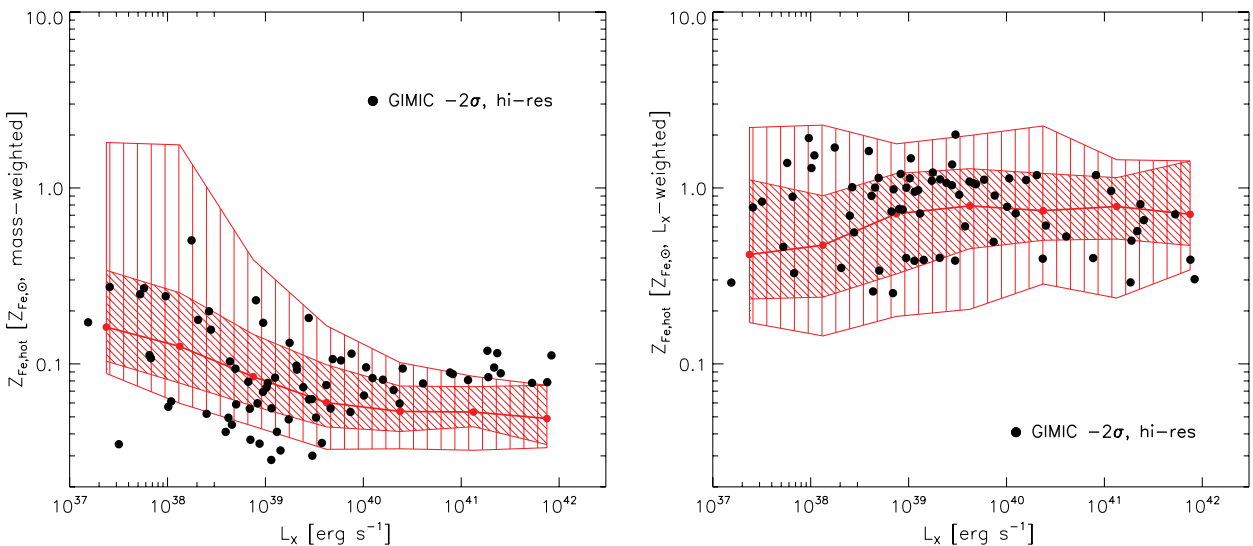 10.0
1.0
0.1
Z_Fe,hot [Z_Fe,⊙, mass-weighted]
GIMIC -2σ, hi-res
10^37 10^38 10^39 10^40 10^41 10^42
L_X [erg s^-1]
10.0
1.0
0.1
Z_Fe,hot [Z_Fe,⊙, L_X-weighted]
GIMIC -2σ, hi-res
10^37 10^38 10^39 10^40 10^41 10^42
L_X [erg s^-1]